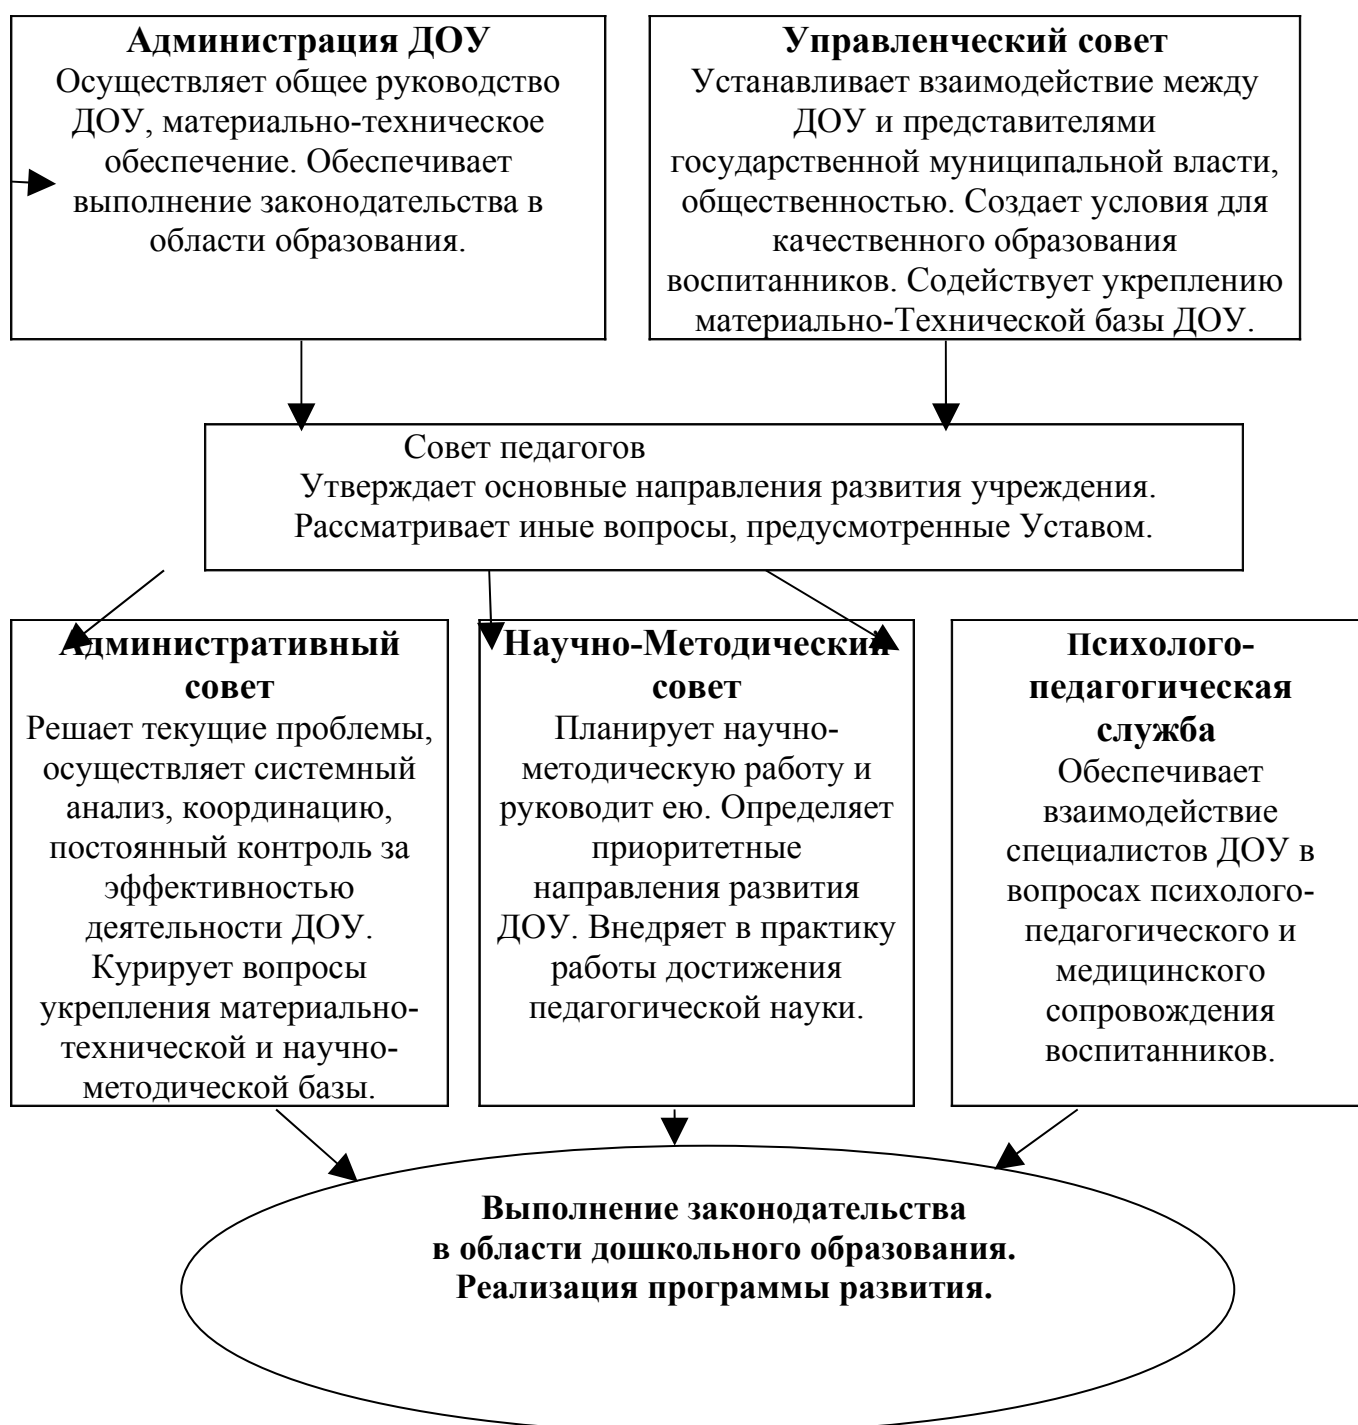 Администрация ДОУ
Осуществляет общее руководство
ДОУ, материально-техническое
обеспечение. Обеспечивает
выполнение законодательства в
области образования.
Управленческий совет
Устанавливает взаимодействие между
ДОУ и представителями
государственной муниципальной власти,
общественностью. Создает условия для
качественного образования
воспитанников. Содействует укреплению
материально-Технической базы ДОУ.
Совет педагогов
Утверждает основные направления развития учреждения.
Рассматривает иные вопросы, предусмотренные Уставом.
Административный
совет
Решает текущие проблемы,
осуществляет системный
анализ, координацию,
постоянный контроль за
эффективностью
деятельности ДОУ.
Курирует вопросы
укрепления материально-
технической и научно-
методической базы.
Научно-Методический
совет
Планирует научно-
методическую работу и
руководит ею. Определяет
приоритетные
направления развития
ДОУ. Внедряет в практику
работы достижения
педагогической науки.
Психолого-
педагогическая
служба
Обеспечивает
взаимодействие
специалистов ДОУ в
вопросах психолого-
педагогического и
медицинского
сопровождения
воспитанников.
Выполнение законодательства
в области дошкольного образования.
Реализация программы развития.